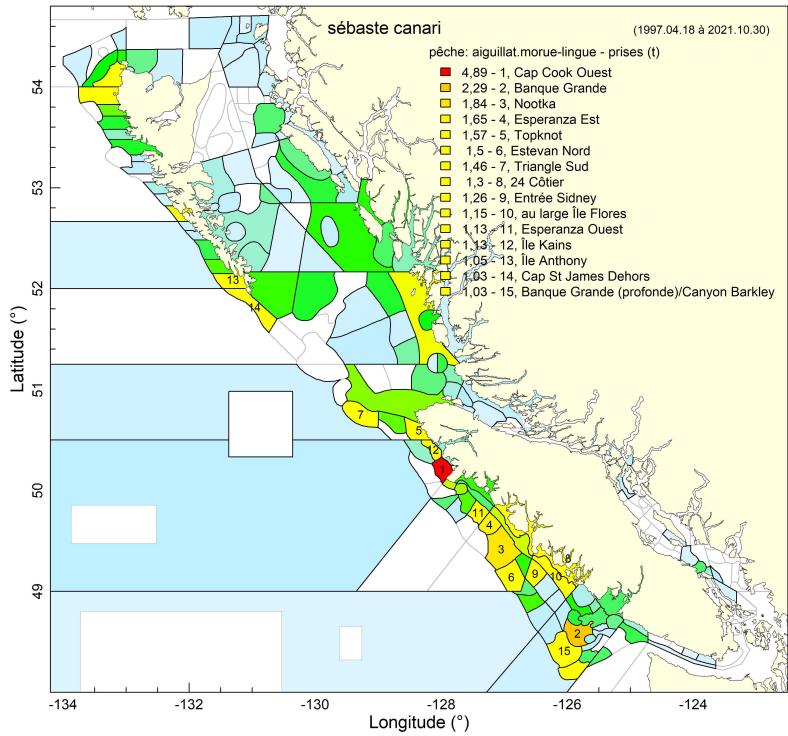 sébaste canari
(1997.04.18 à 2021.10.30)
pêche: aiguillat.morue-lingue - prises (t)
4,89 - 1, Cap Cook Ouest
2,29 - 2, Banque Grande
1,84 - 3, Nootka
1,65 - 4, Esperanza Est
1,57 - 5, Topknot
1,5 - 6, Estevan Nord
1,46 - 7, Triangle Sud
1,3 - 8, 24 Côtier
1,26 - 9, Entrée Sidney
1,15 - 10, au large Île Flores
1,13 - 11, Esperanza Ouest
1,13 - 12, Île Kains
1,05 - 13, Île Anthony
1,03 - 14, Cap St James Dehors
1,03 - 15, Banque Grande (profonde)/Canyon Barkley
54
53
52
51
50
49
Latitude (°)
13
14
7
5
12
1
11
4
3
8
9
10
6
2
15
-134
-132
-130
-128
-126
-124
Longitude (°)